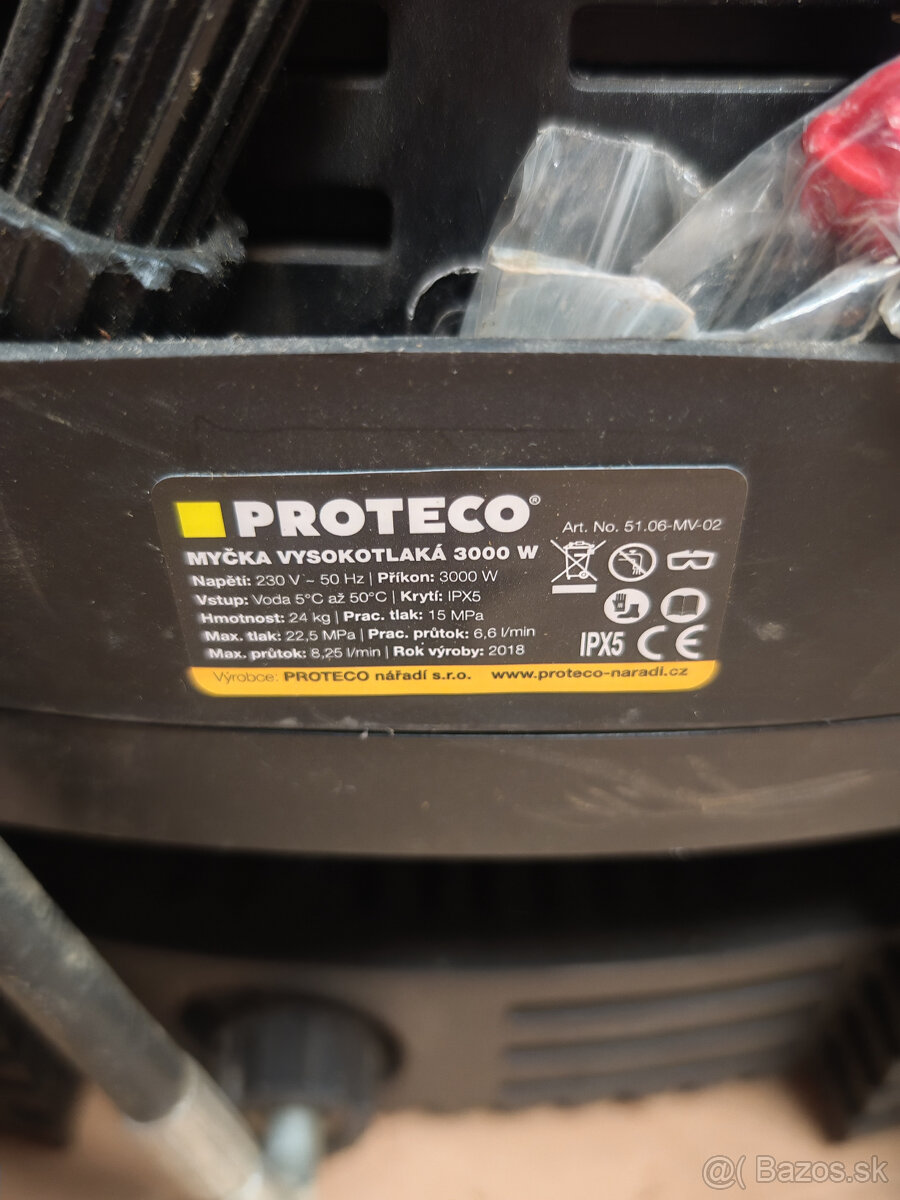 PROTECO®
Art. No. 51.06-MV-02
MYČKA VYSOKOTLAKÁ 3000 W
Napětí: 230 V ~ 50 Hz | Příkon: 3000 W
Vstup: Voda 5°C až 50°C | Krytí: IPX5
Hmotnost: 24 kg | Prac. tlak: 15 MPa
Max. tlak: 22,5 MPa | Prac. průtok: 6,6 l/min
Max. průtok: 8,25 l/min | Rok výroby: 2018
IPX5 CE
Výrobce: PROTECO nářadí s.r.o. www.proteco-naradi.cz
@( Bazos.sk